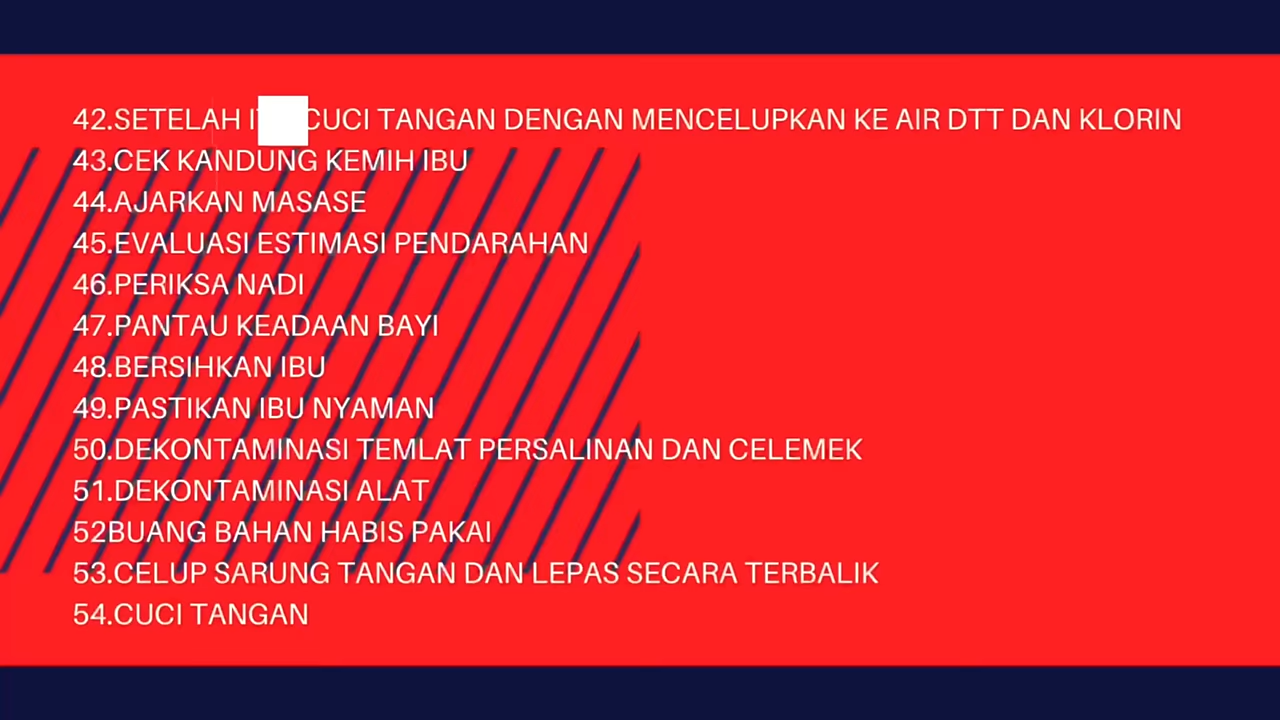 42.SETELAH CUCI TANGAN DENGAN MENCELUPKAN KE AIR DTT DAN KLORIN
43.CEK KANDUNG KEMIH IBU
44.AJARKAN MASASE
45.EVALUASI ESTIMASI PENDARAHAN
46.PERIKSA NADI
47.PANTAU KEADAAN BAYI
48.BERSIHKAN IBU
49.PASTIKAN IBU NYAMAN
50.DEKONTAMINASI TEMLAT PERSALINAN DAN CELEMEK
51.DEKONTAMINASI ALAT
52BUANG BAHAN HABIS PAKAI
53.CELUP SARUNG TANGAN DAN LEPAS SECARA TERBALIK
54.CUCI TANGAN